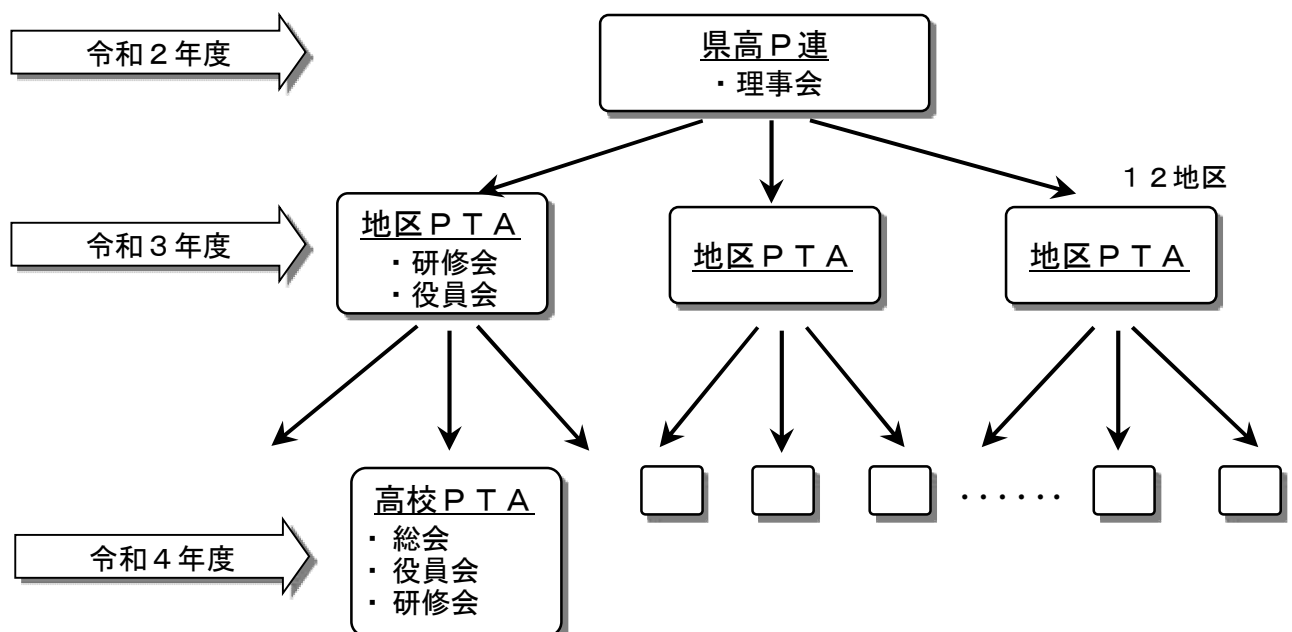 令和２年度
県高Ｐ連
・理事会
１２地区
令和３年度
地区ＰＴＡ
・研修会
・役員会
地区ＰＴＡ
地区ＰＴＡ
高校ＰＴＡ
・総会
・役員会
・研修会
・・・・・・
令和４年度